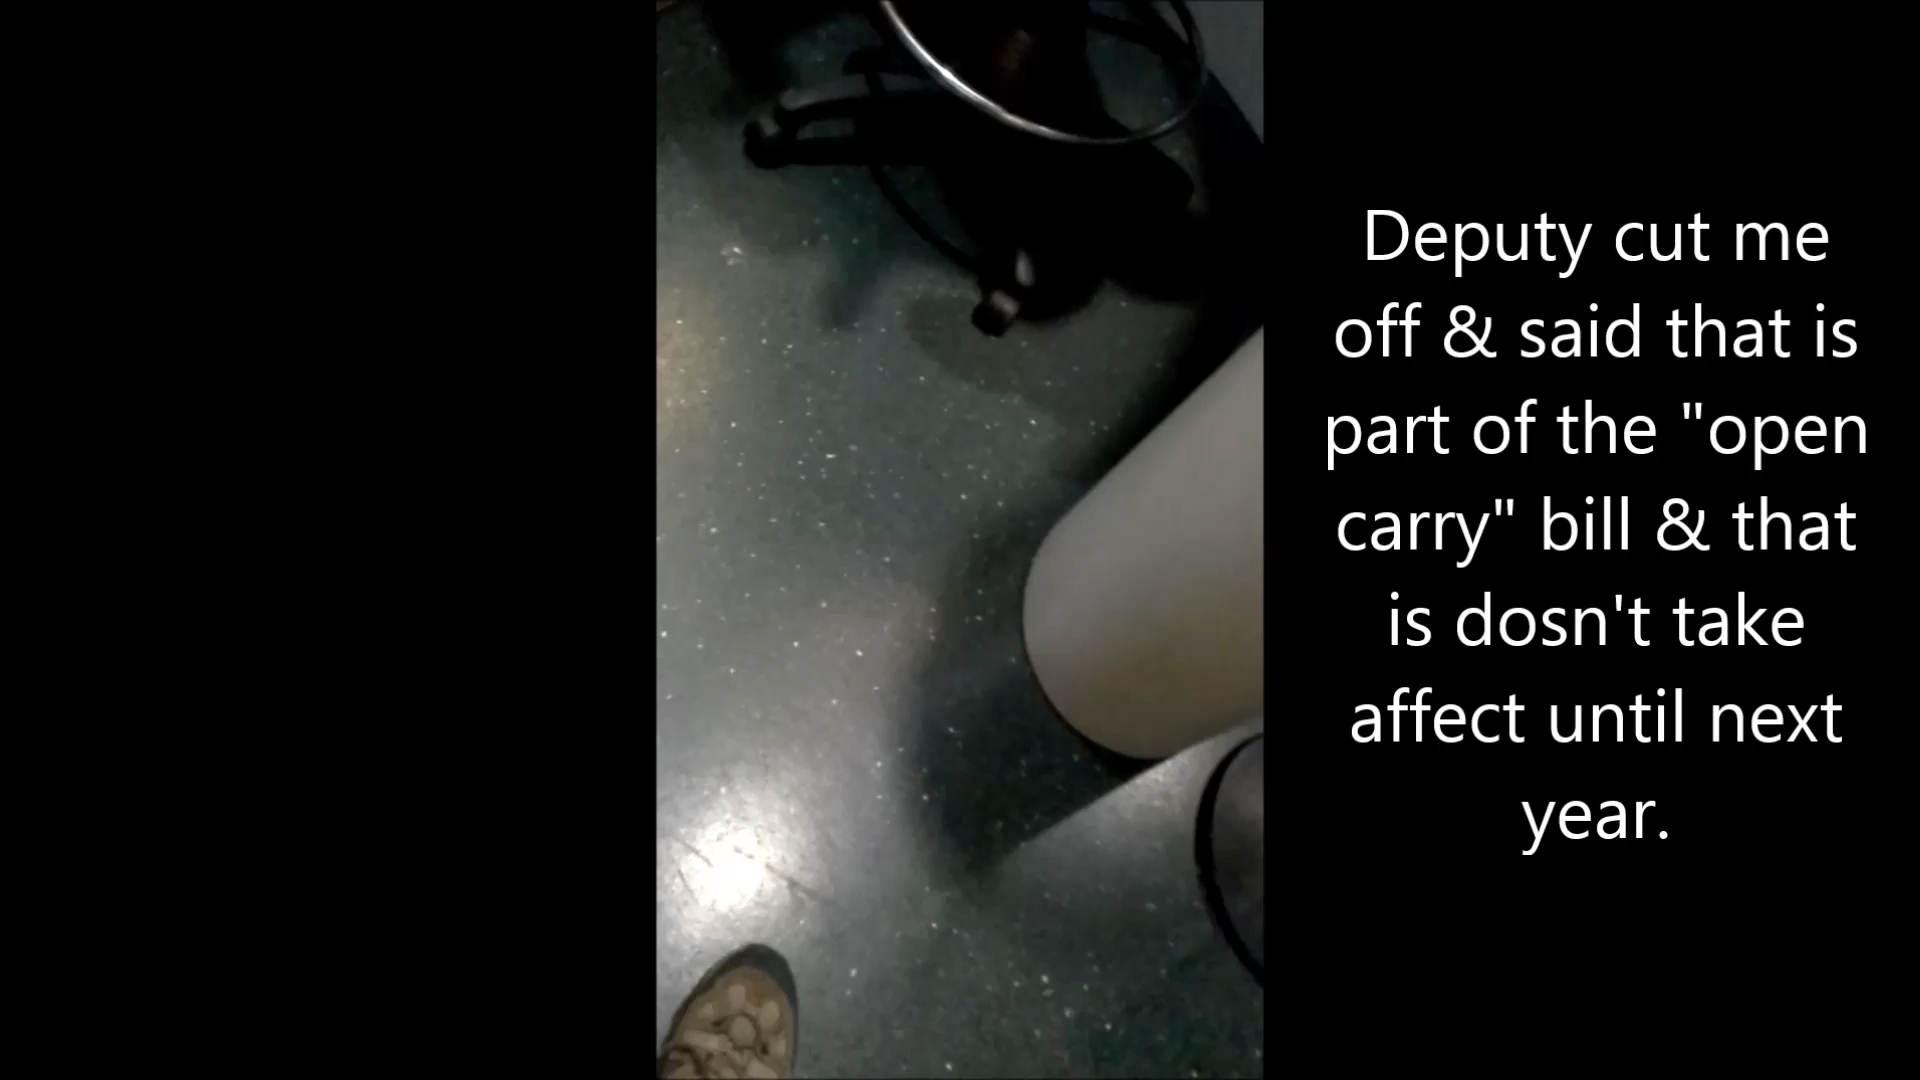 Deputy cut me
off & said that is
part of the "open
carry" bill & that
is dosn't take
affect until next
year.